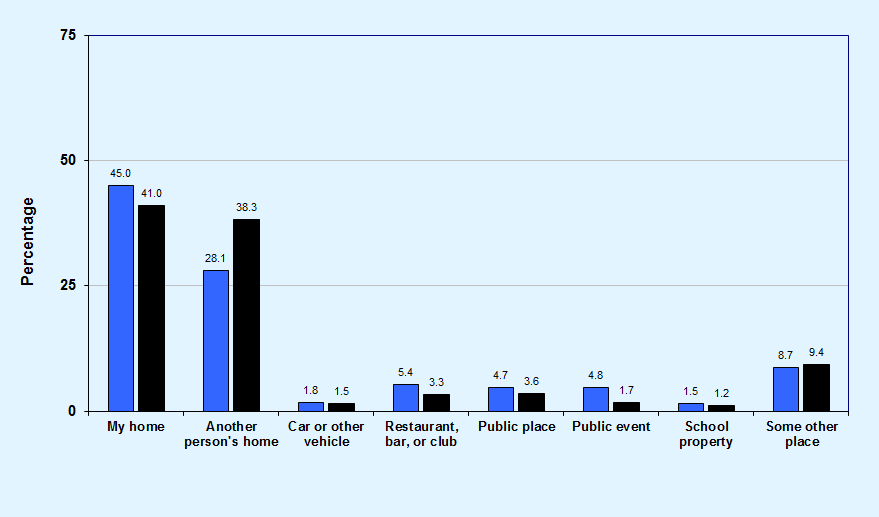 75
50
25
0
Percentage
45.0
41.0
28.1
38.3
1.8
1.5
5.4
3.3
4.7
3.6
4.8
1.7
1.5
1.2
8.7
9.4
My home
Another
person's home
Car or other
vehicle
Restaurant,
bar, or club
Public place
Public event
School
property
Some other
place